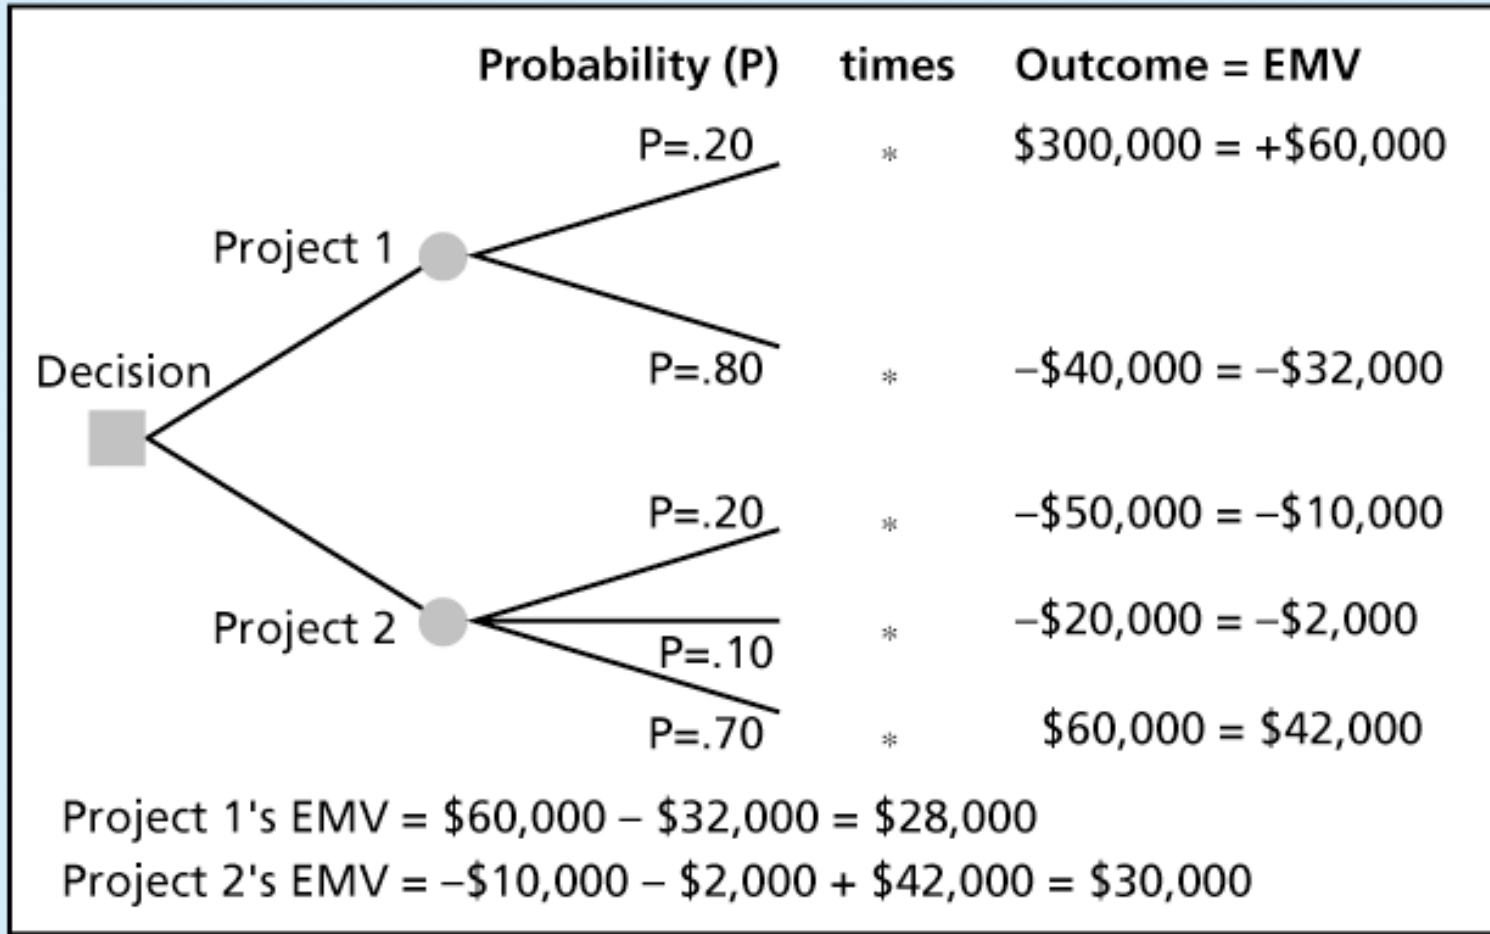 Probability (P) times Outcome = EMV
P=.20 * $300,000 = +$60,000
Project 1
P=.80 * –$40,000 = –$32,000
Decision
P=.20 * –$50,000 = –$10,000
Project 2
P=.10 * –$20,000 = –$2,000
P=.70 * $60,000 = $42,000
Project 1's EMV = $60,000 – $32,000 = $28,000
Project 2's EMV = –$10,000 – $2,000 + $42,000 = $30,000